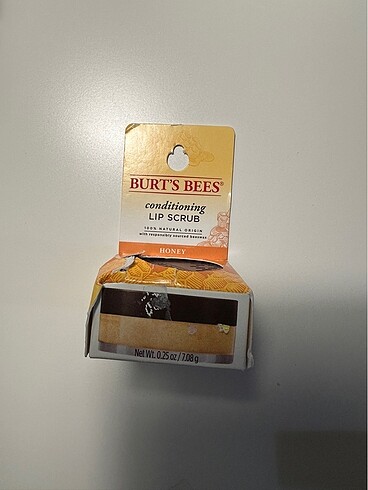 BURT'S BEES®
conditioning
LIP SCRUB
100% NATURAL ORIGIN
with responsibly sourced beeswax
HONEY
Net Wt. 0.25 oz / 7.08 g